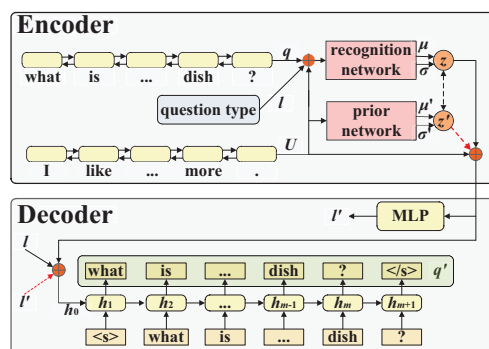 Encoder
q recognition network μ σ z
what is ... dish ?
question type l
prior network μ' σ' z'
U
I like ... more .
Decoder
l' MLP
l
l'
what is ... dish ? </s> q'
h0 h1 h2 ... hm-1 hm hm+1
<s> what is ... dish ?